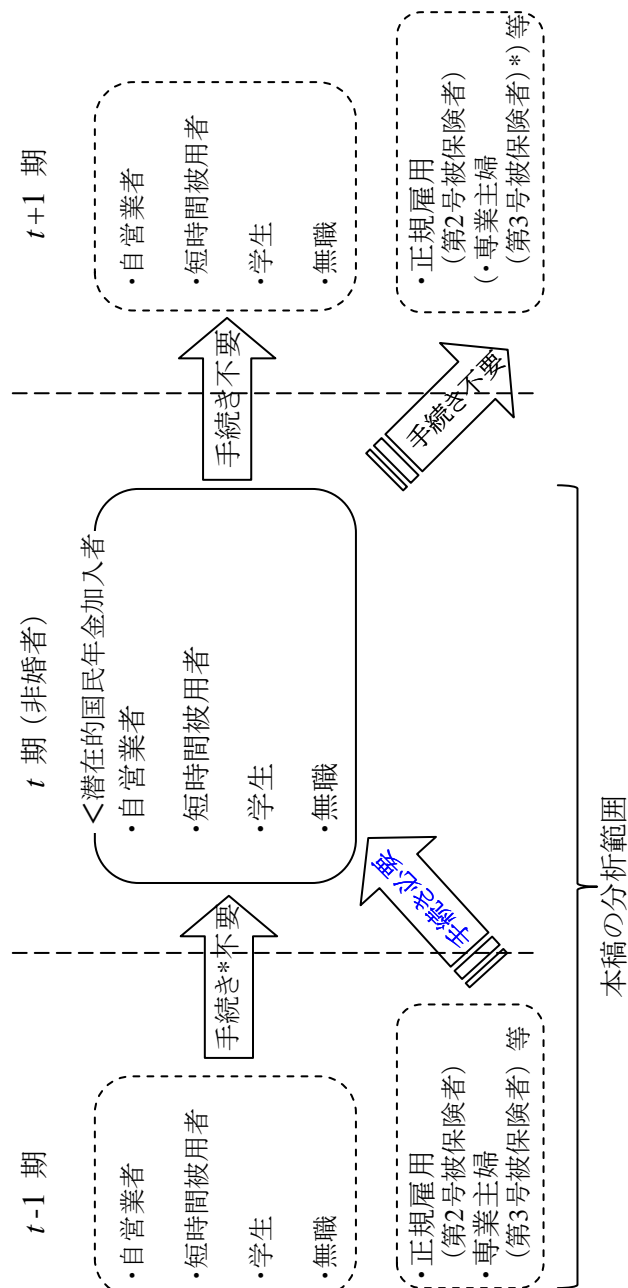 t-1 期
・自営業者
・短時間被用者
・学生
・無職
・正規雇用
(第2号被保険者)
・専業主婦
(第3号被保険者) 等
手続き*不要
手続き必要
t 期 (非婚者)
<潜在的国民年金加入者
・自営業者
・短時間被用者
・学生
・無職
手続き不要
手続き不要
t+1 期
・自営業者
・短時間被用者
・学生
・無職
・正規雇用
(第2号被保険者)
(・専業主婦
(第3号被保険者)*) 等
本稿の分析範囲